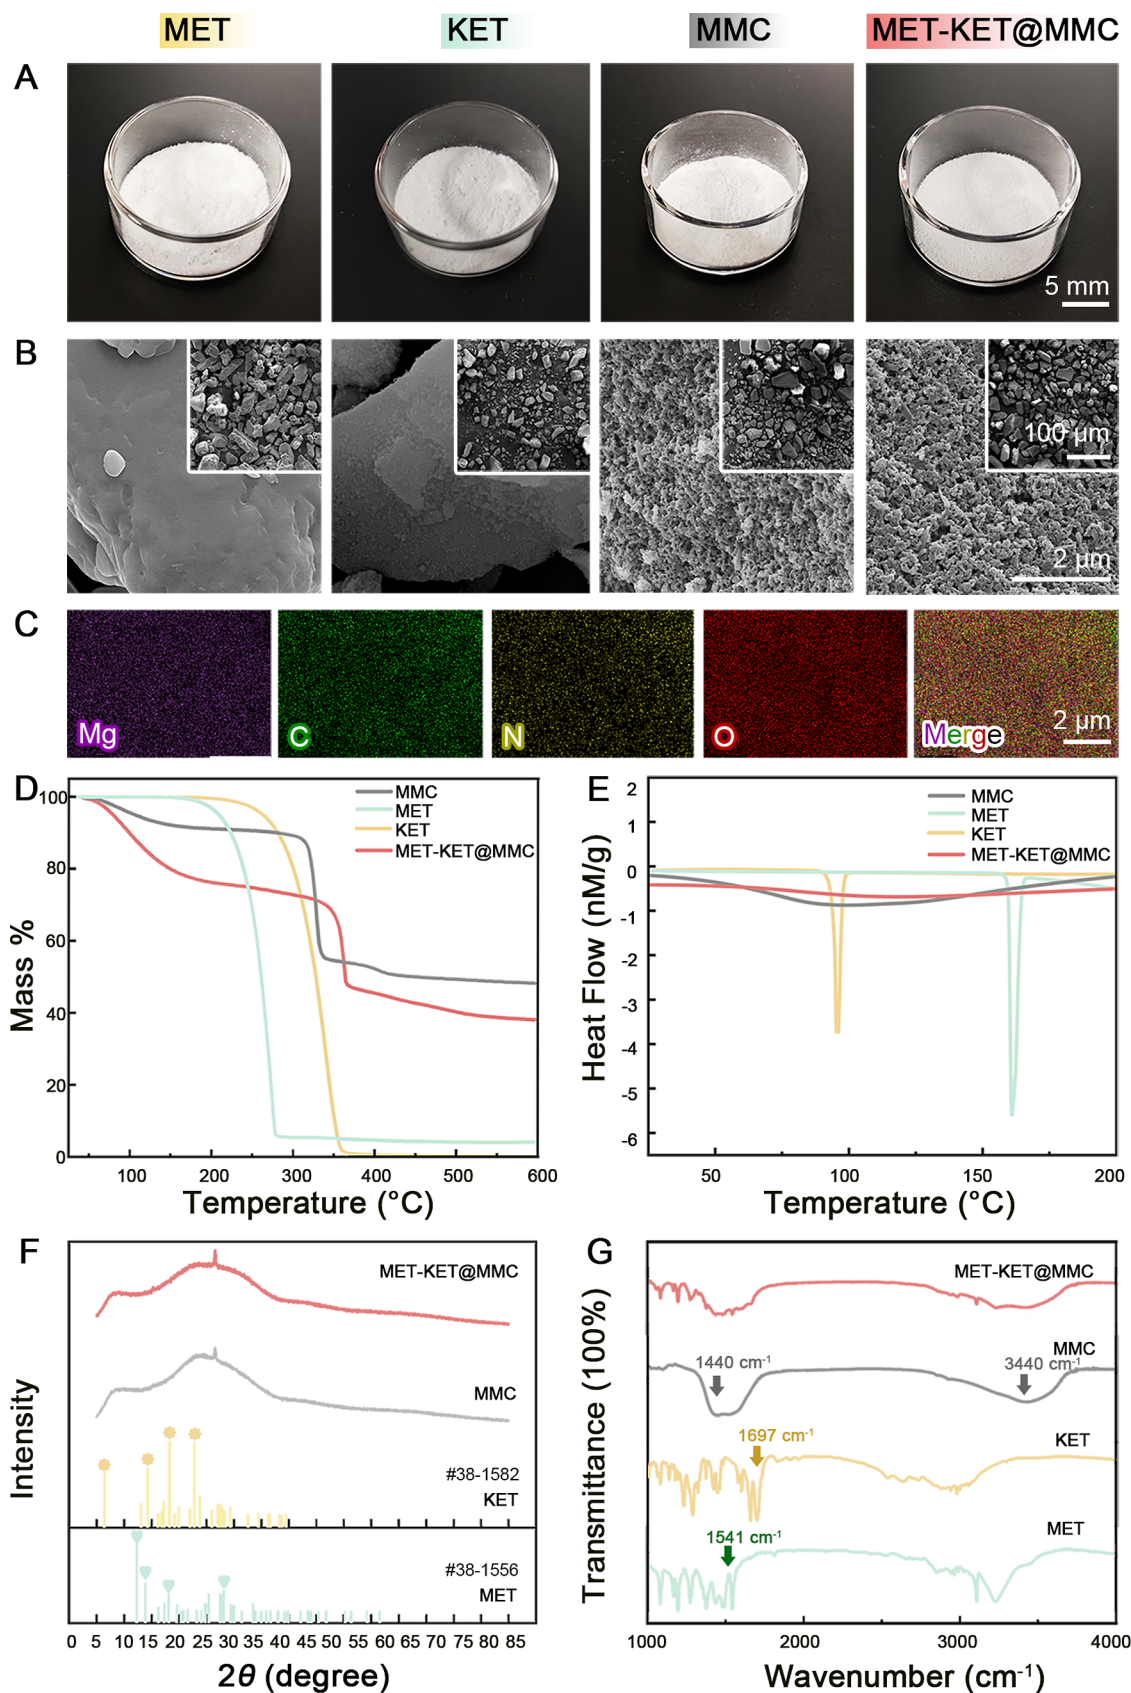 MET KET MMC MET-KET@MMC
A
5 mm
B
100 μm
2 μm
C
Mg C N O Merge
2 μm
D
MMC
MET
KET
MET-KET@MMC
100
80
60
40
20
0
Mass %
100 200 300 400 500 600
Temperature (°C)
E
MMC
MET
KET
MET-KET@MMC
2
1
0
-1
-2
-3
-4
-5
-6
Heat Flow (nM/g)
50 100 150 200
Temperature (°C)
F
MET-KET@MMC
MMC
#38-1582
KET
#38-1556
MET
Intensity
0 5 10 15 20 25 30 35 40 45 50 55 60 65 70 75 80 85
2θ (degree)
G
MET-KET@MMC
MMC
1440 cm⁻¹ 3440 cm⁻¹
KET
1697 cm⁻¹
MET
1541 cm⁻¹
Transmittance (100%)
1000 2000 3000 4000
Wavenumber (cm⁻¹)